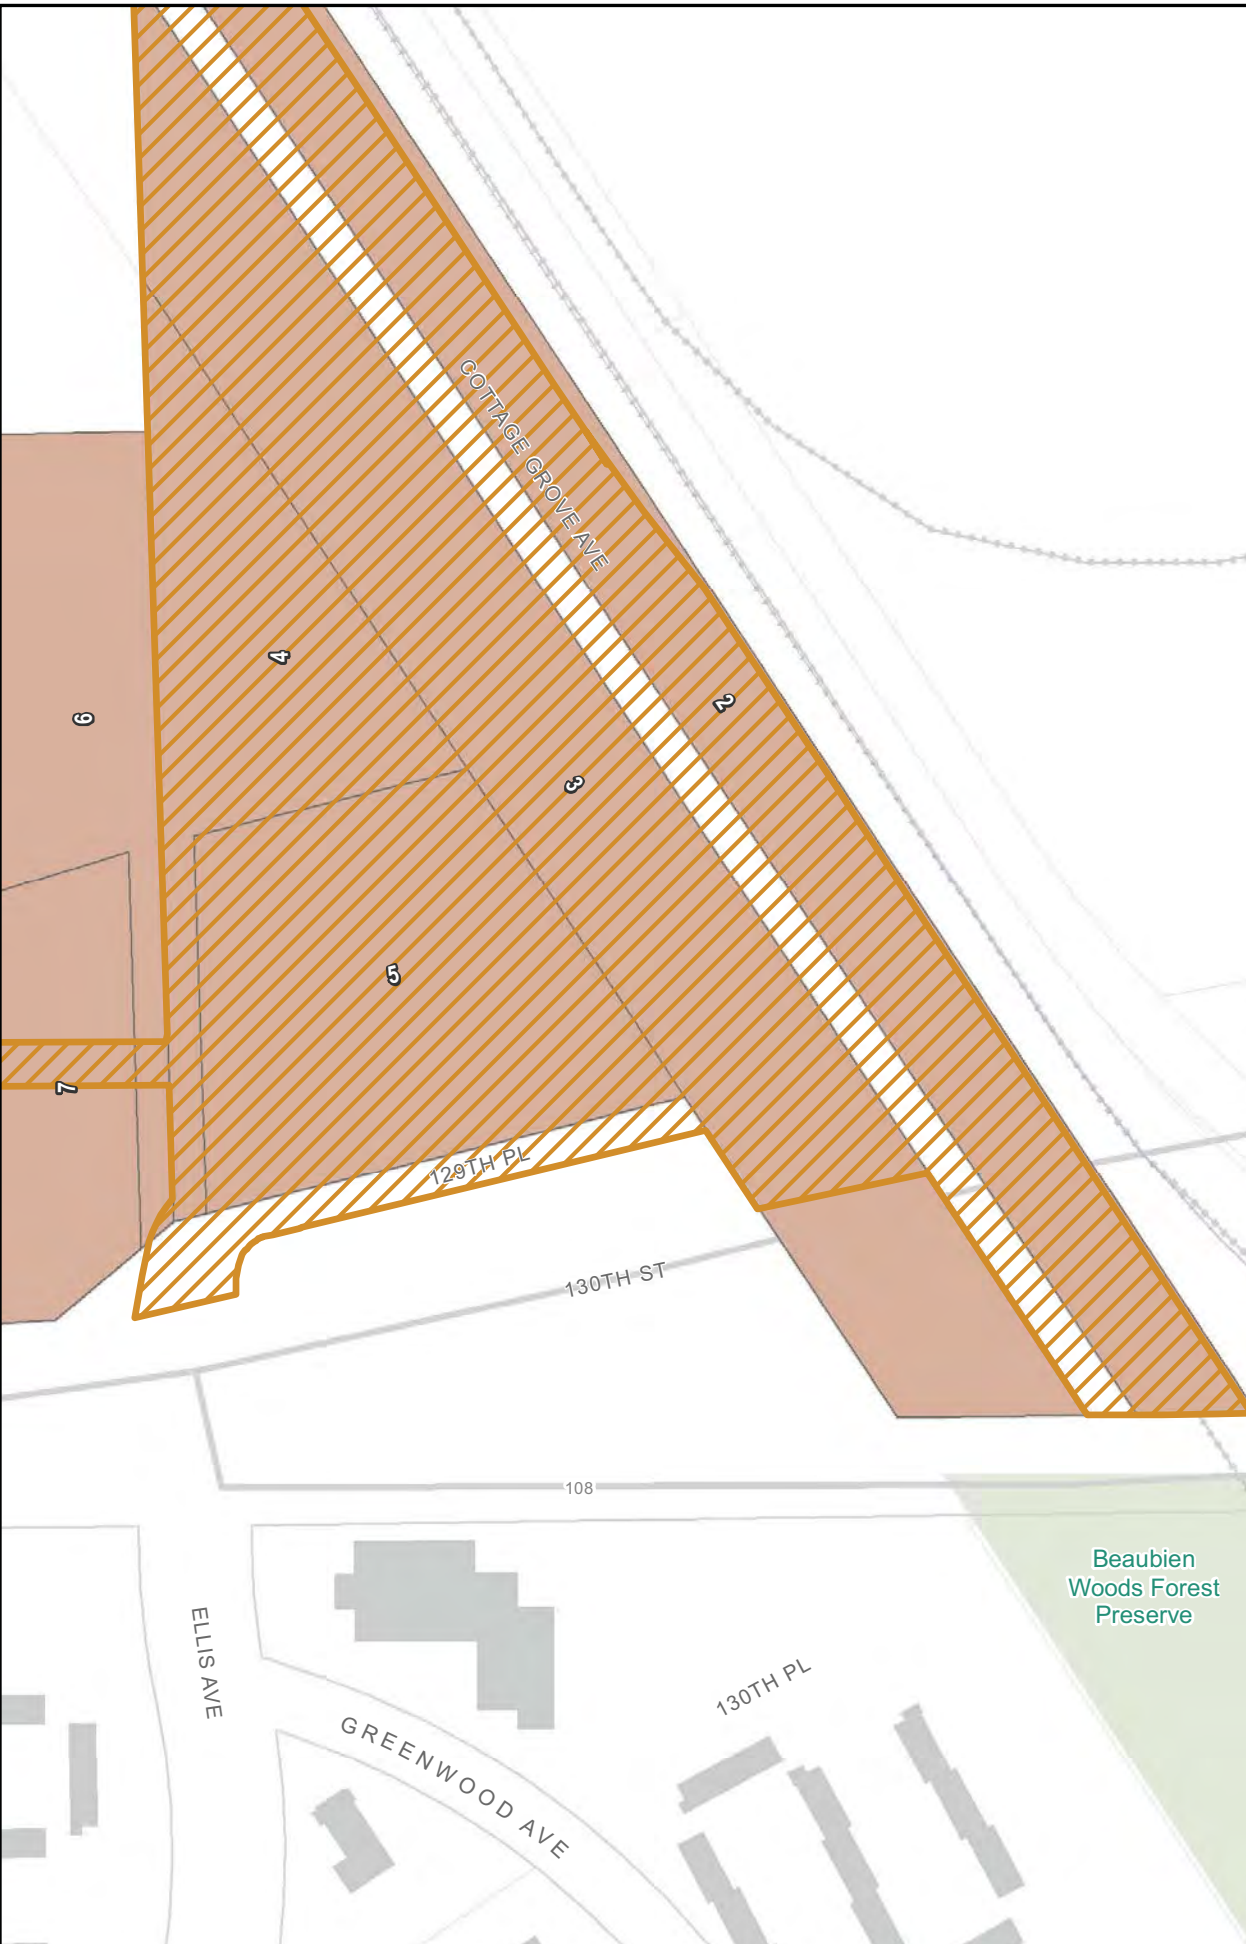 COTTAGE GROVE AVE
4
2
6
3
5
7
129TH PL
130TH ST
108
Beaubien
Woods Forest
Preserve
ELLIS AVE
130TH PL
GREENWOOD AVE